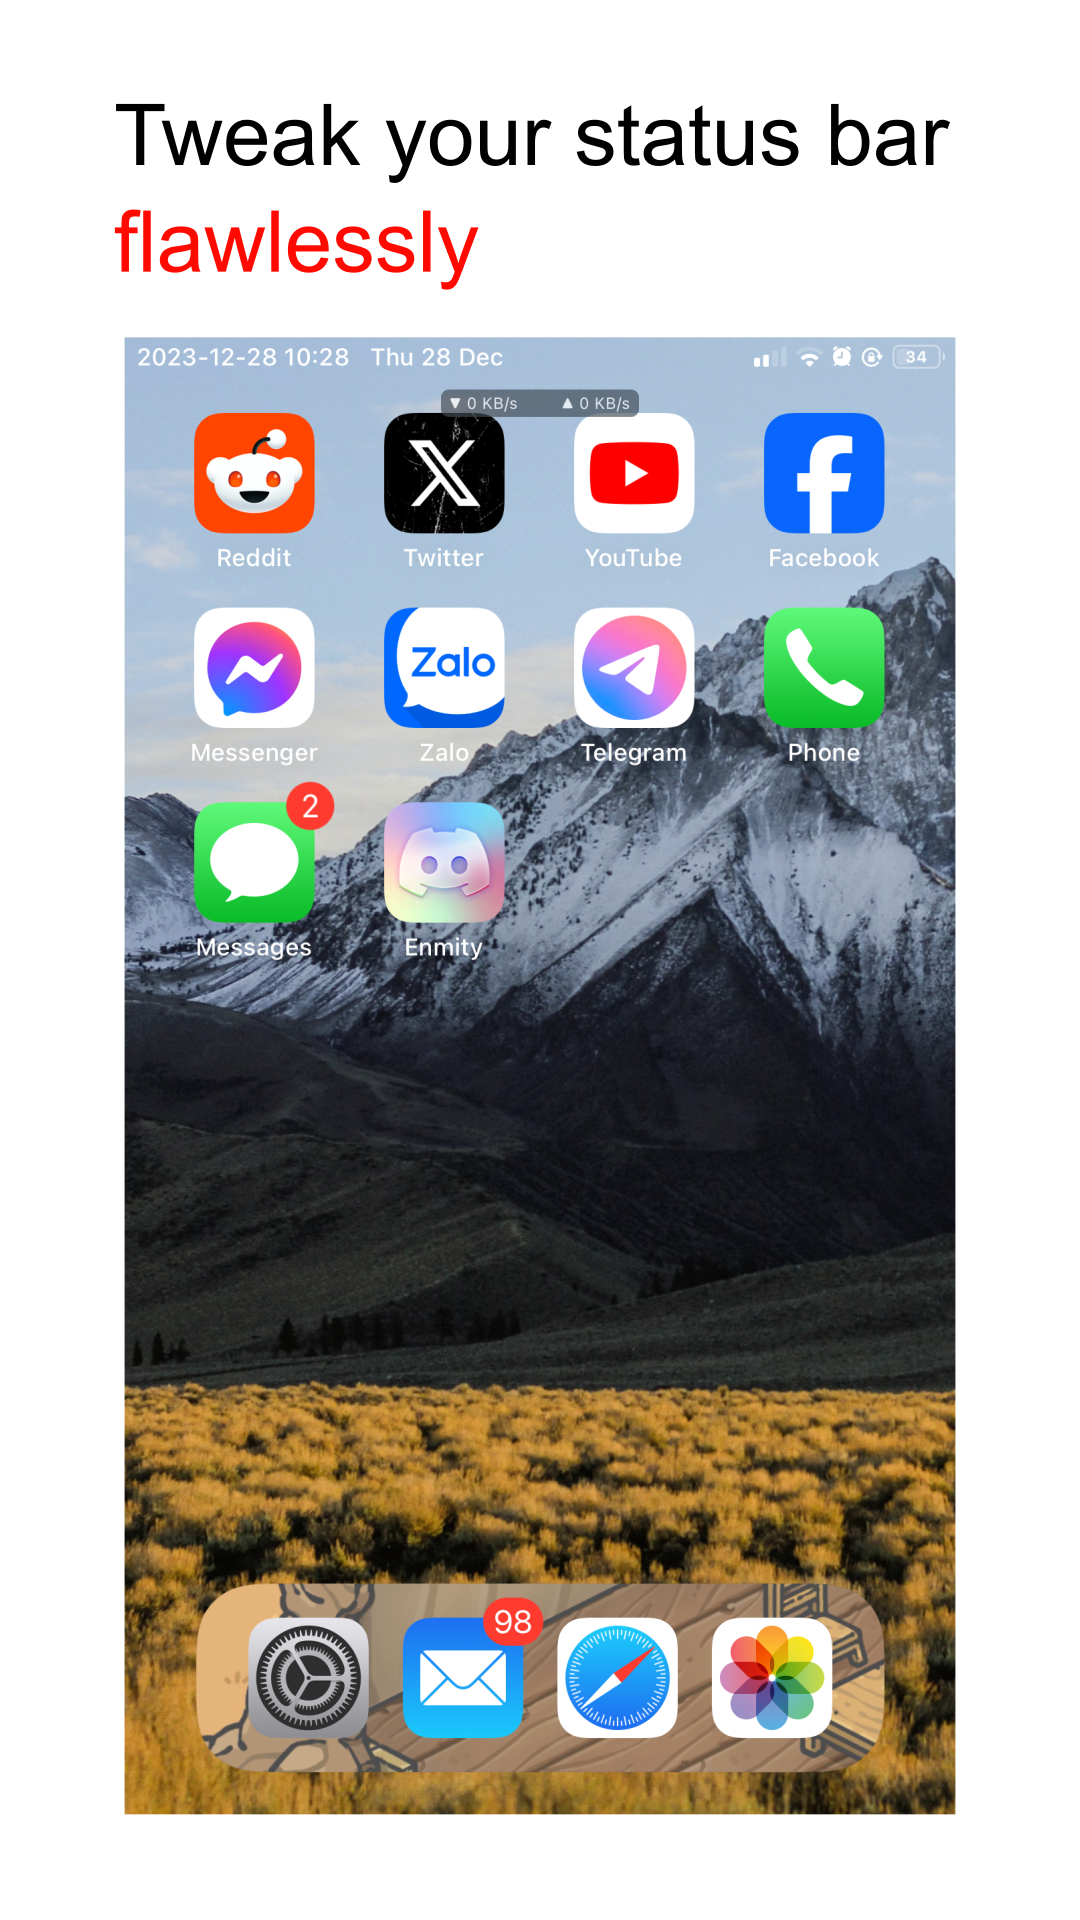 Tweak your status bar
flawlessly
2023-12-28 10:28 Thu 28 Dec 34
▼ 0 KB/s ▲ 0 KB/s
Reddit Twitter YouTube Facebook
Zalo
Messenger Zalo Telegram Phone
2
Messages Enmity
98